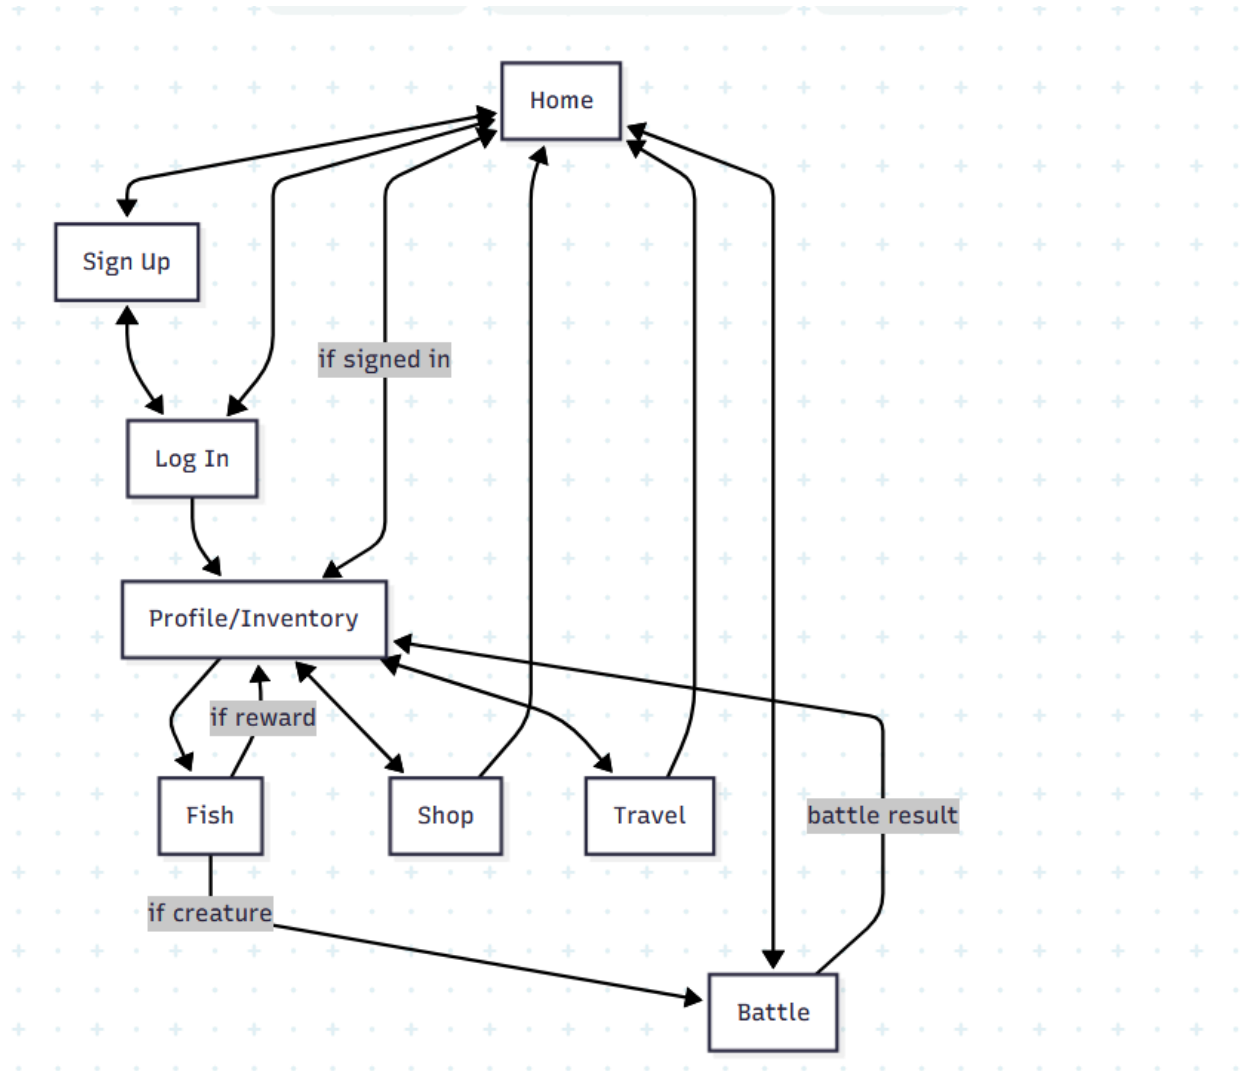 Home
Sign Up
if signed in
Log In
Profile/Inventory
if reward
Fish
Shop
Travel
battle result
if creature
Battle